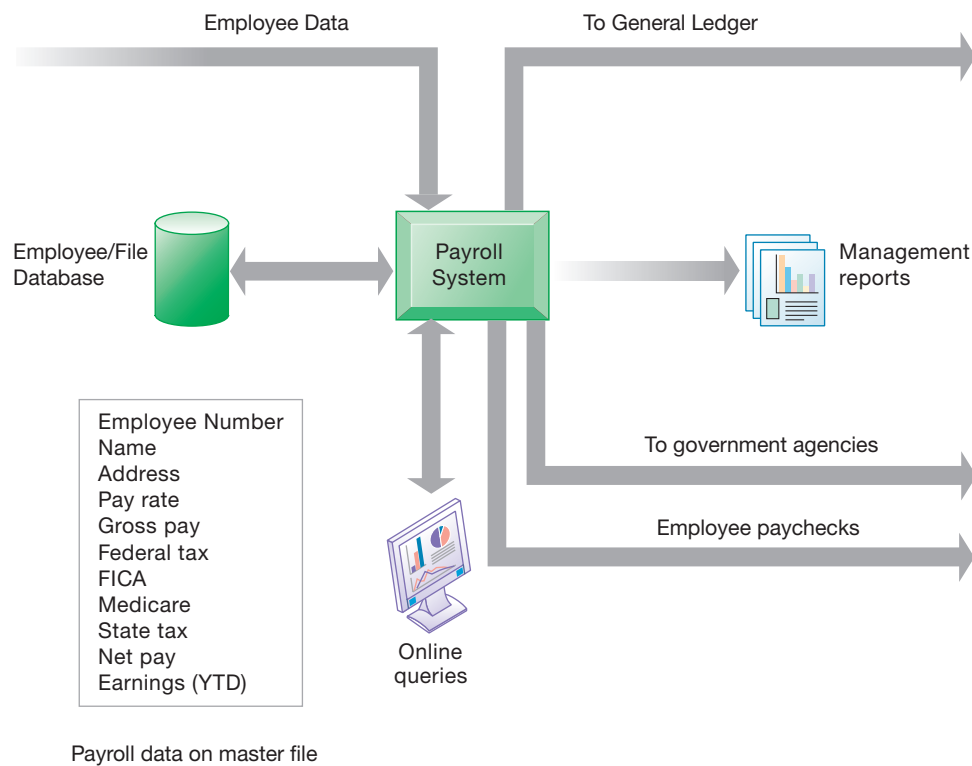 Employee Data
To General Ledger
Employee/File
Database
Payroll
System
Management
reports
Employee Number
Name
Address
Pay rate
Gross pay
Federal tax
FICA
Medicare
State tax
Net pay
Earnings (YTD)
To government agencies
Employee paychecks
Online
queries
Payroll data on master file